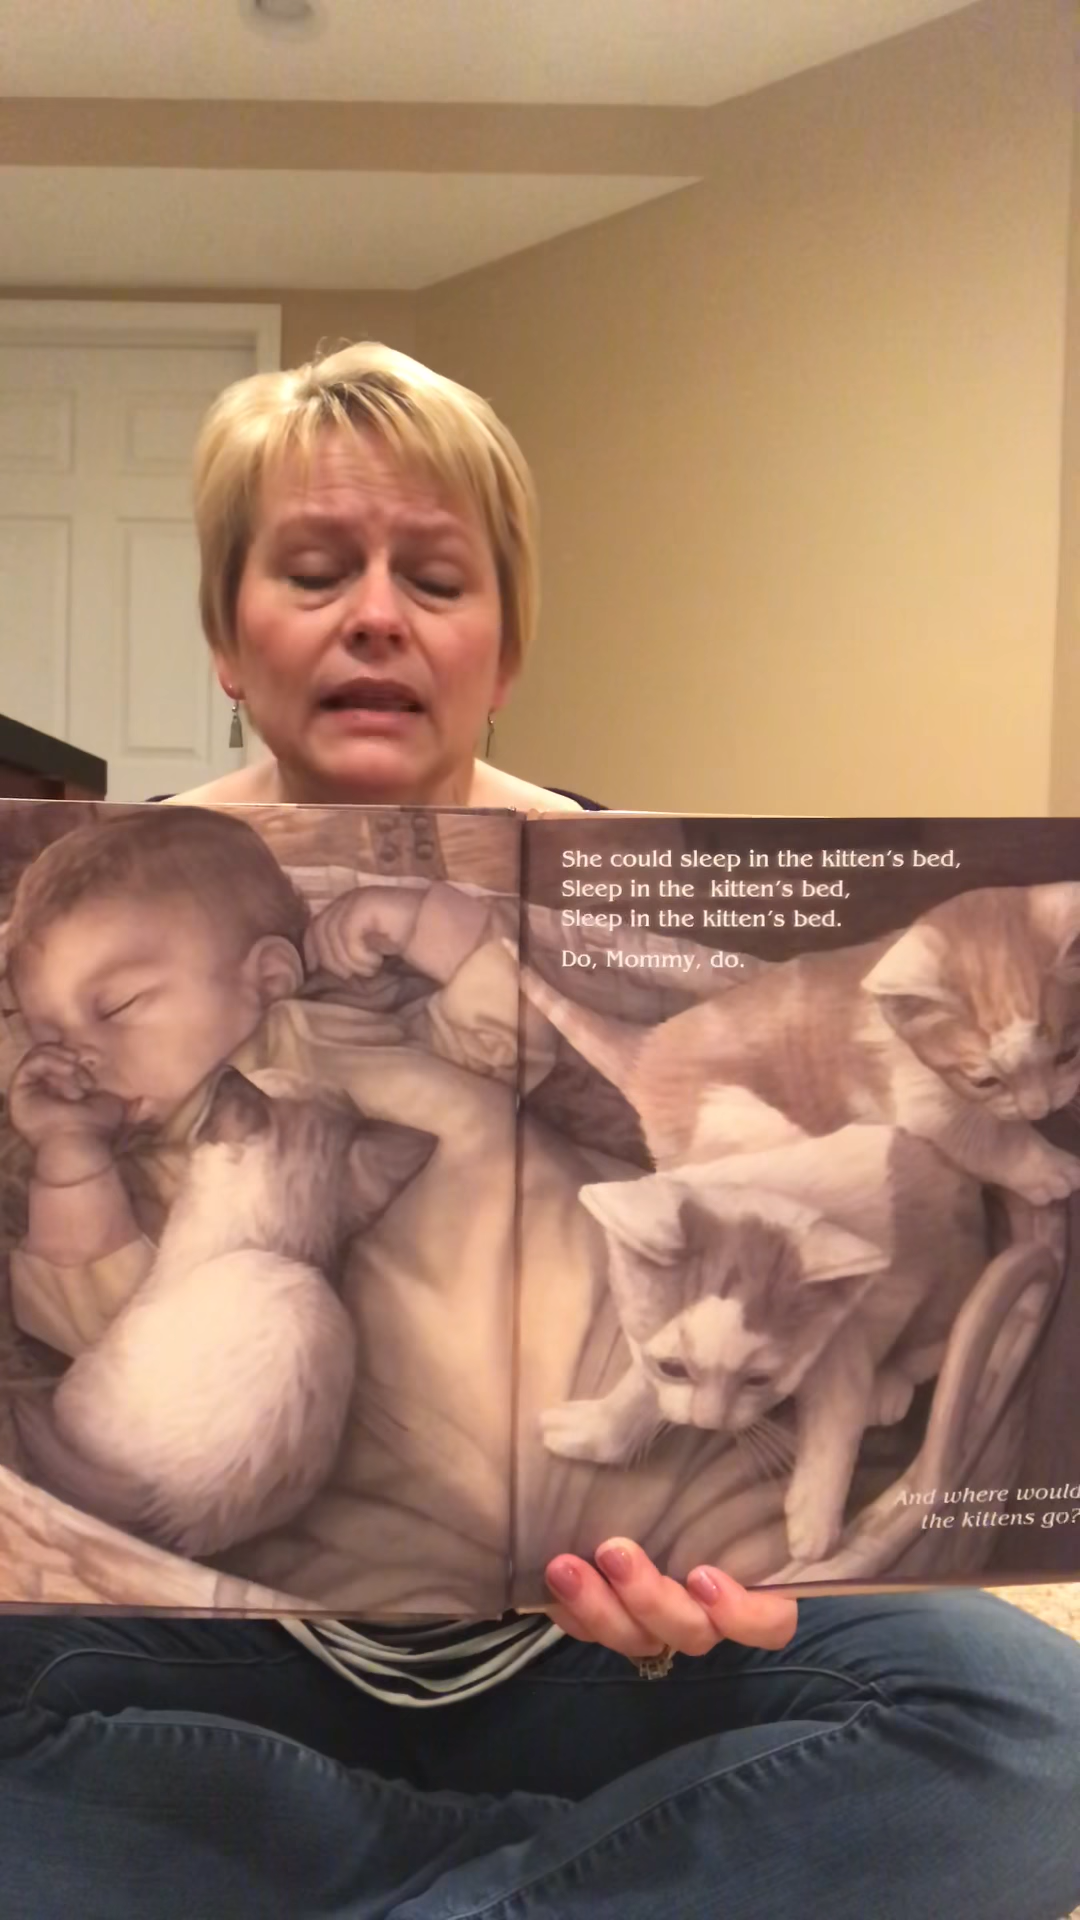 She could sleep in the kitten's bed,
Sleep in the kitten's bed,
Sleep in the kitten's bed.
Do, Mommy, do.
And where would
the kittens go?